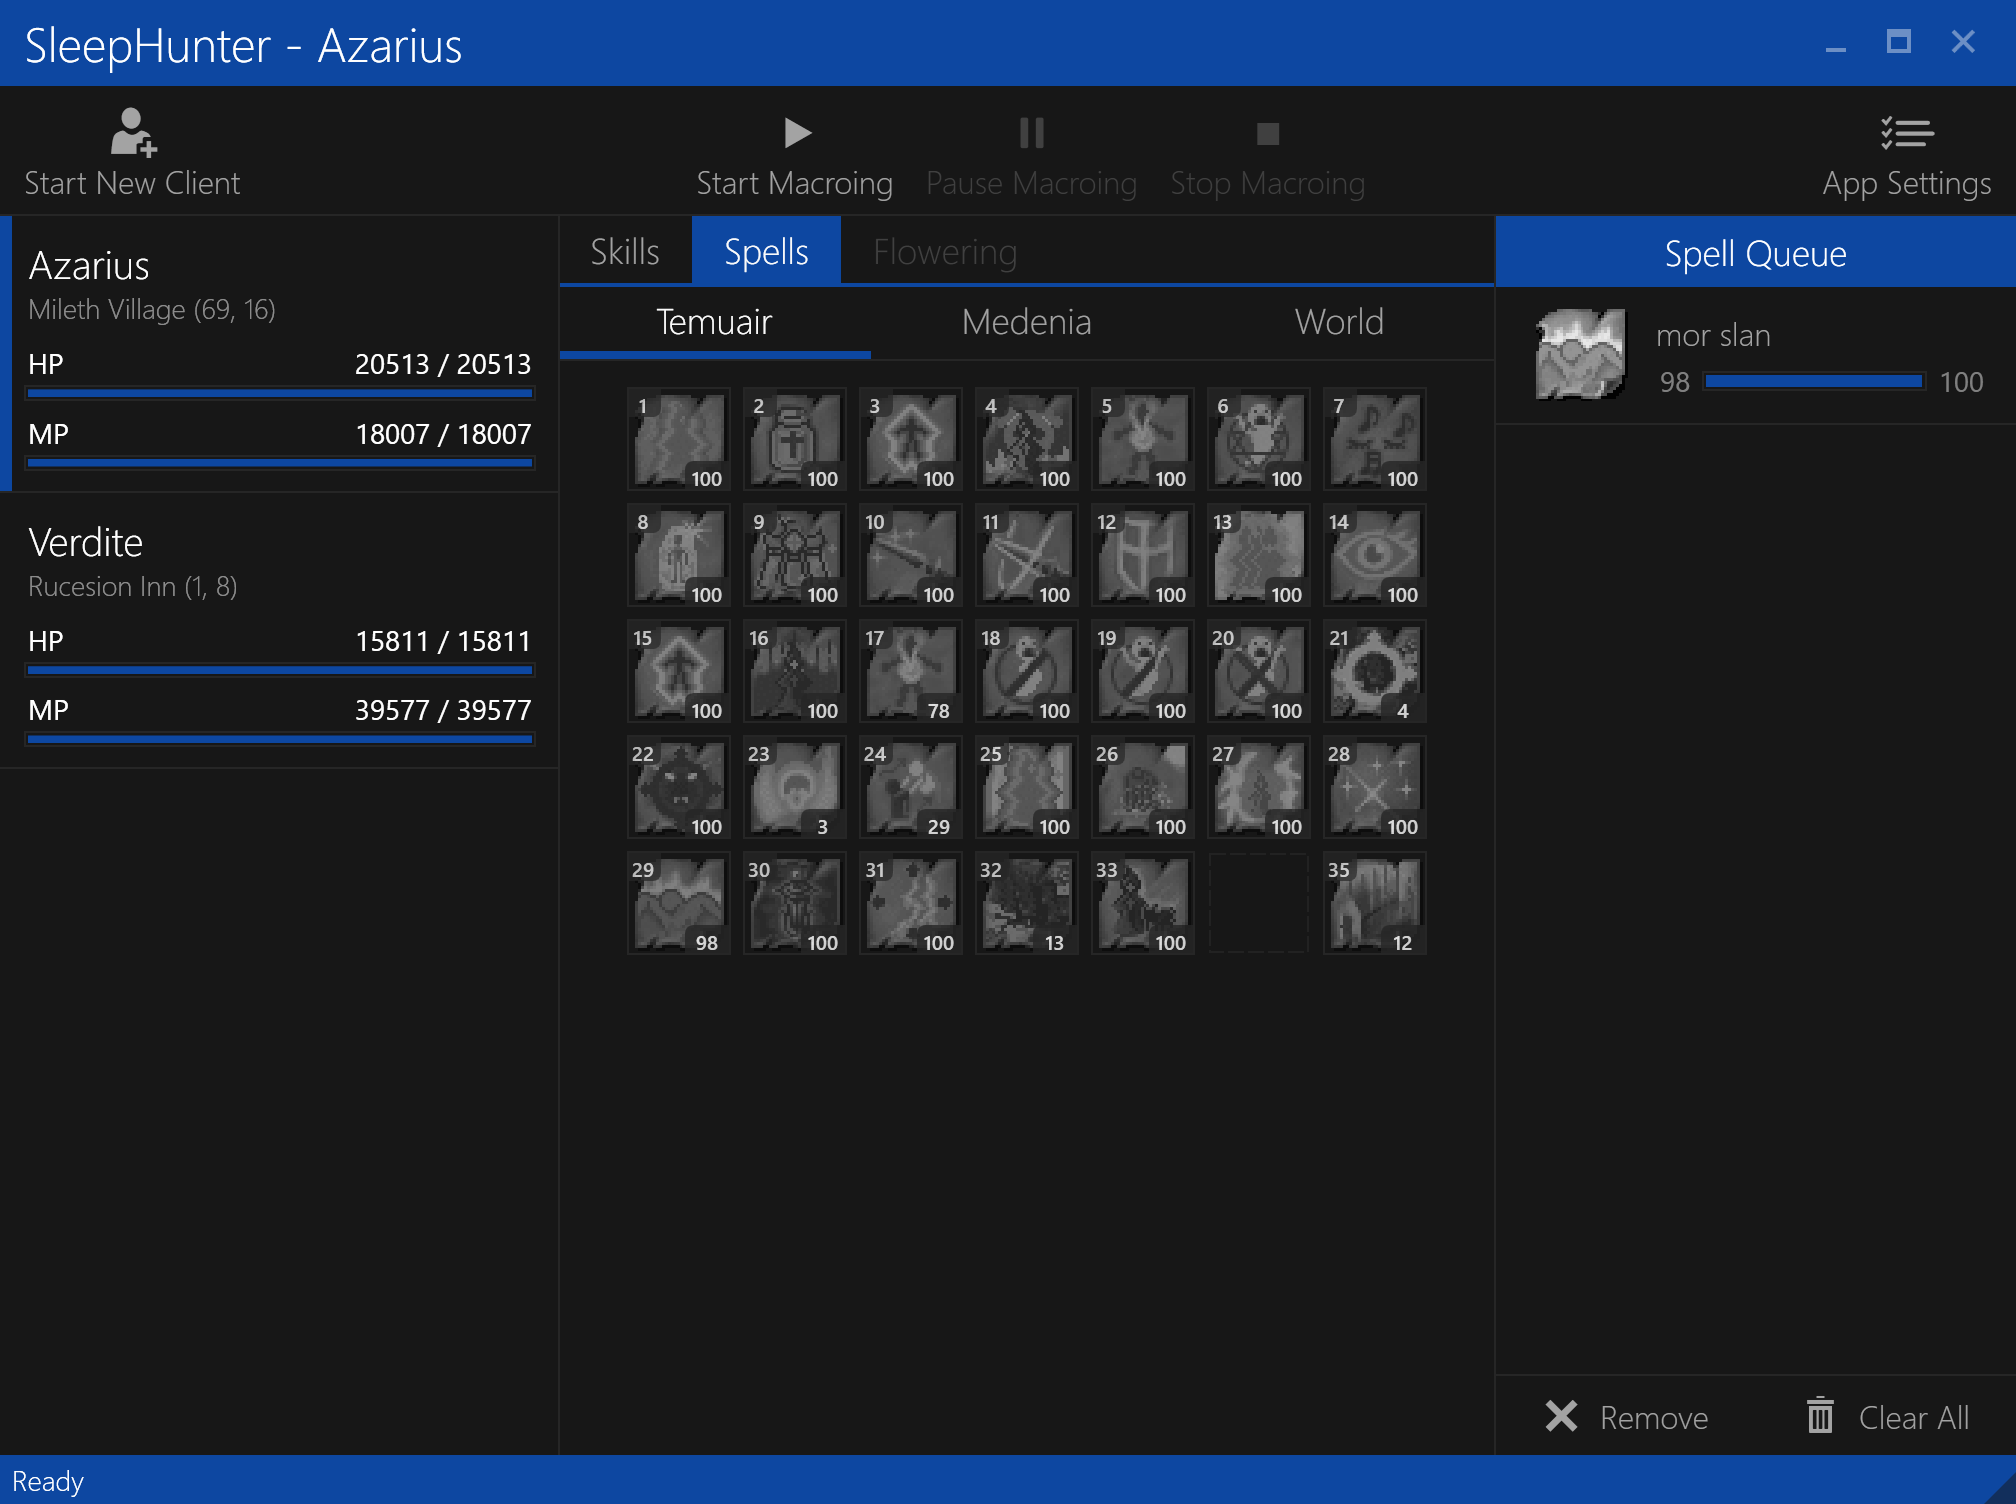 SleepHunter - Azarius
Start New Client
Start Macroing
Pause Macroing
Stop Macroing
App Settings
Azarius
Mileth Village (69, 16)
HP 20513 / 20513
MP 18007 / 18007
Verdite
Rucesion Inn (1, 8)
HP 15811 / 15811
MP 39577 / 39577
Skills Spells Flowering
Temuair Medenia World
1 2 3 4 5 6 7
100 100 100 100 100 100 100
8 9 10 11 12 13 14
100 100 100 100 100 100 100
15 16 17 18 19 20 21
100 100 78 100 100 100 4
22 23 24 25 26 27 28
100 3 29 100 100 100 100
29 30 31 32 33 35
98 100 100 13 100 12
Spell Queue
mor slan
98 100
Remove Clear All
Ready